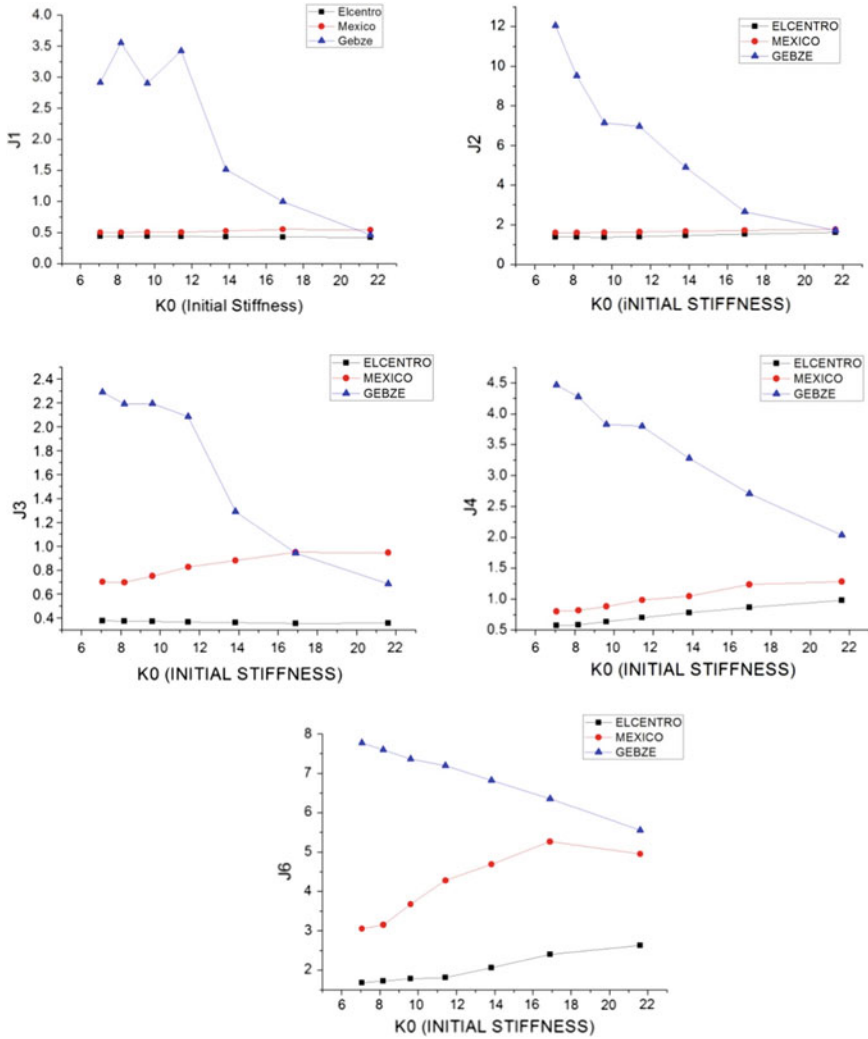 Elcentro
Mexico
Gebze
4.0
3.5
3.0
2.5
2.0
1.5
1.0
0.5
0.0
J1
6 8 10 12 14 16 18 20 22
K0 (Initial Stiffness)
ELCENTRO
MEXICO
GEBZE
12
10
8
6
4
2
0
J2
6 8 10 12 14 16 18 20 22
K0 (iNITIAL STIFFNESS)
ELCENTRO
MEXICO
GEBZE
2.4
2.2
2.0
1.8
1.6
1.4
1.2
1.0
0.8
0.6
0.4
J3
6 8 10 12 14 16 18 20 22
K0 (INITIAL STIFFNESS)
ELCENTRO
MEXICO
GEBZE
4.5
4.0
3.5
3.0
2.5
2.0
1.5
1.0
0.5
J4
6 8 10 12 14 16 18 20 22
K0 (INITIAL STIFFNESS)
ELCENTRO
MEXICO
GEBZE
8
7
6
5
4
3
2
J6
6 8 10 12 14 16 18 20 22
K0 (INITIAL STIFFNESS)